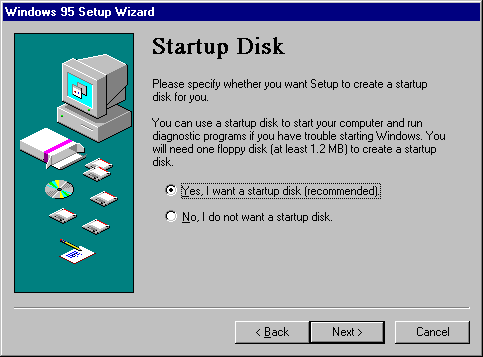 Windows 95 Setup Wizard
Startup Disk
Please specify whether you want Setup to create a startup
disk for you.
You can use a startup disk to start your computer and run
diagnostic programs if you have trouble starting Windows. You
will need one floppy disk (at least 1.2 MB) to create a startup
disk.
Yes, I want a startup disk (recommended).
No, I do not want a startup disk.
< Back Next > Cancel